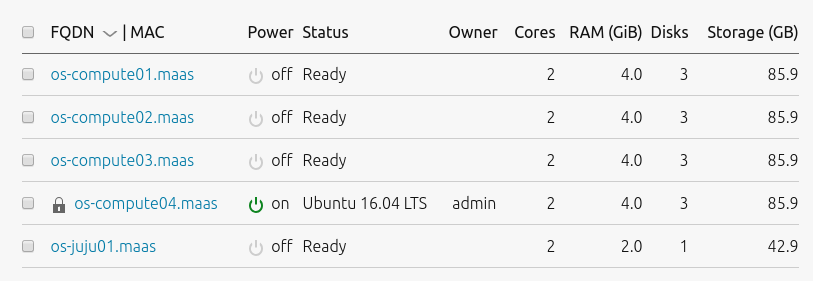 FQDN | MAC Power Status Owner Cores RAM (GiB) Disks Storage (GB)
os-compute01.maas off Ready 2 4.0 3 85.9
os-compute02.maas off Ready 2 4.0 3 85.9
os-compute03.maas off Ready 2 4.0 3 85.9
os-compute04.maas on Ubuntu 16.04 LTS admin 2 4.0 3 85.9
os-juju01.maas off Ready 2 2.0 1 42.9